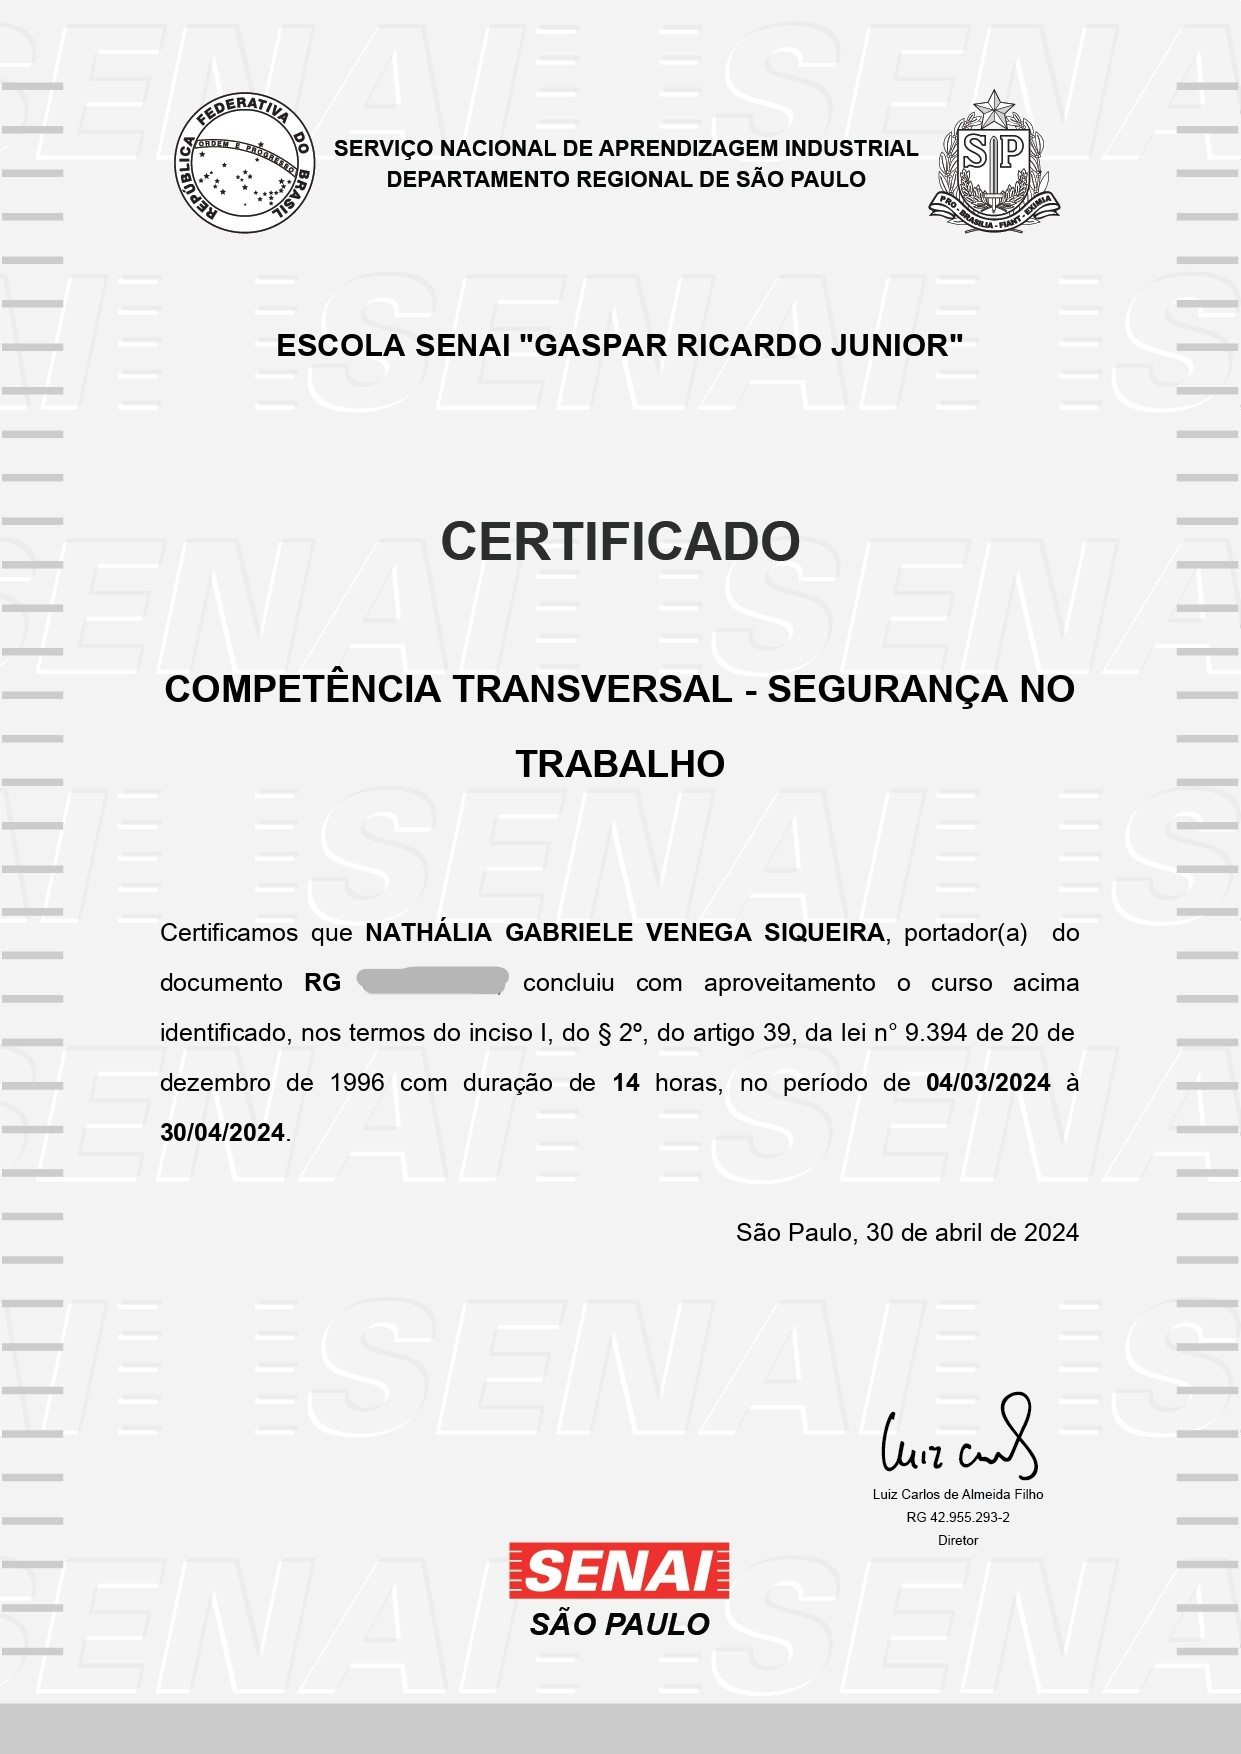 REPÚBLICA FEDERATIVA DO BRASIL
ORDEM E PROGRESSO
SERVIÇO NACIONAL DE APRENDIZAGEM INDUSTRIAL
DEPARTAMENTO REGIONAL DE SÃO PAULO
SP
PRO - BRASILIA - FIANT - EXIMIA
ESCOLA SENAI "GASPAR RICARDO JUNIOR"
CERTIFICADO
COMPETÊNCIA TRANSVERSAL - SEGURANÇA NO
TRABALHO
Certificamos que NATHÁLIA GABRIELE VENEGA SIQUEIRA, portador(a) do
documento RG concluiu com aproveitamento o curso acima
identificado, nos termos do inciso I, do § 2º, do artigo 39, da lei n° 9.394 de 20 de
dezembro de 1996 com duração de 14 horas, no período de 04/03/2024 à
30/04/2024.
São Paulo, 30 de abril de 2024
Luiz Carlos de Almeida Filho
RG 42.955.293-2
Diretor
SENAI
SÃO PAULO